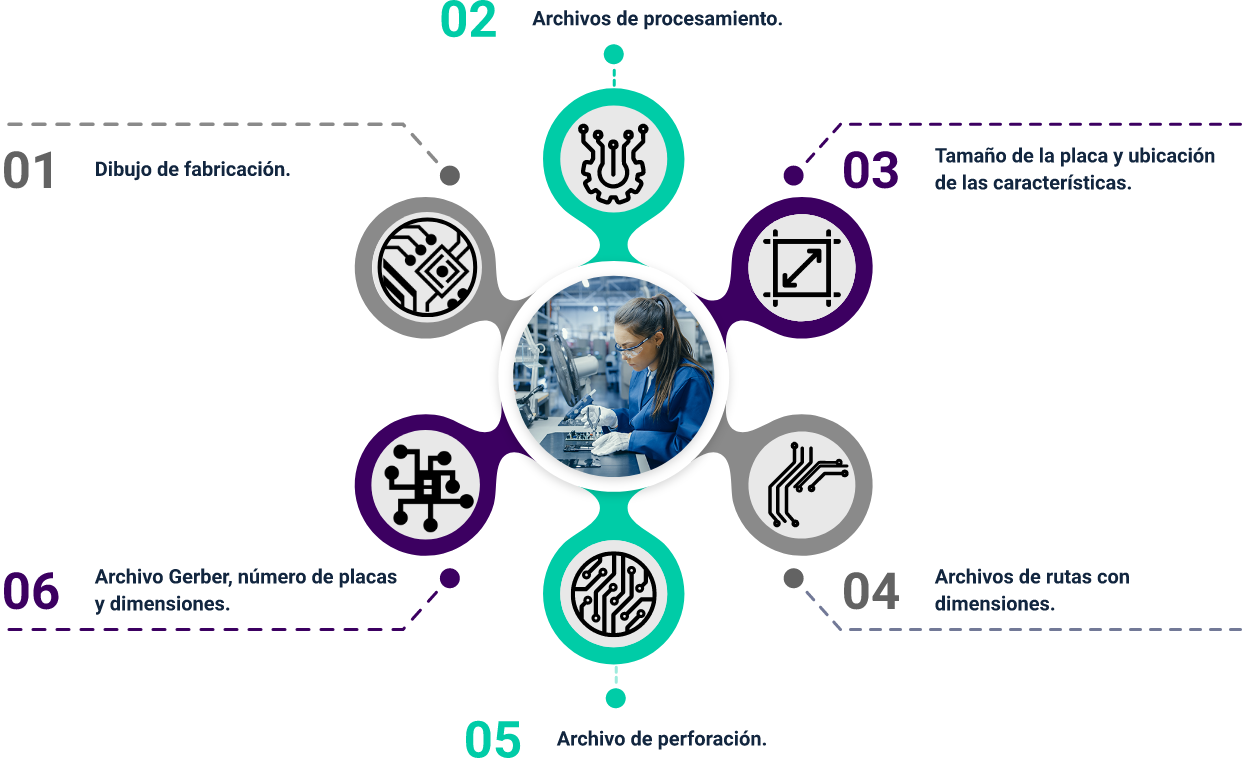 01
Dibujo de fabricación.
02
Archivos de procesamiento.
03
Tamaño de la placa y ubicación
de las características.
04
Archivos de rutas con
dimensiones.
05
Archivo de perforación.
06
Archivo Gerber, número de placas
y dimensiones.